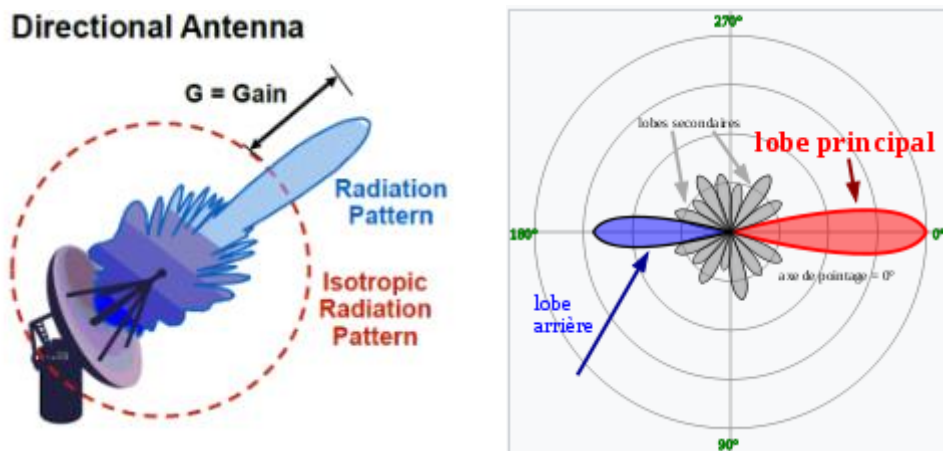 Directional Antenna
G = Gain
Radiation
Pattern
Isotropic
Radiation
Pattern
270°
lobes secondaires
lobe principal
180°
0°
axe de pointage = 0°
lobe
arrière
90°